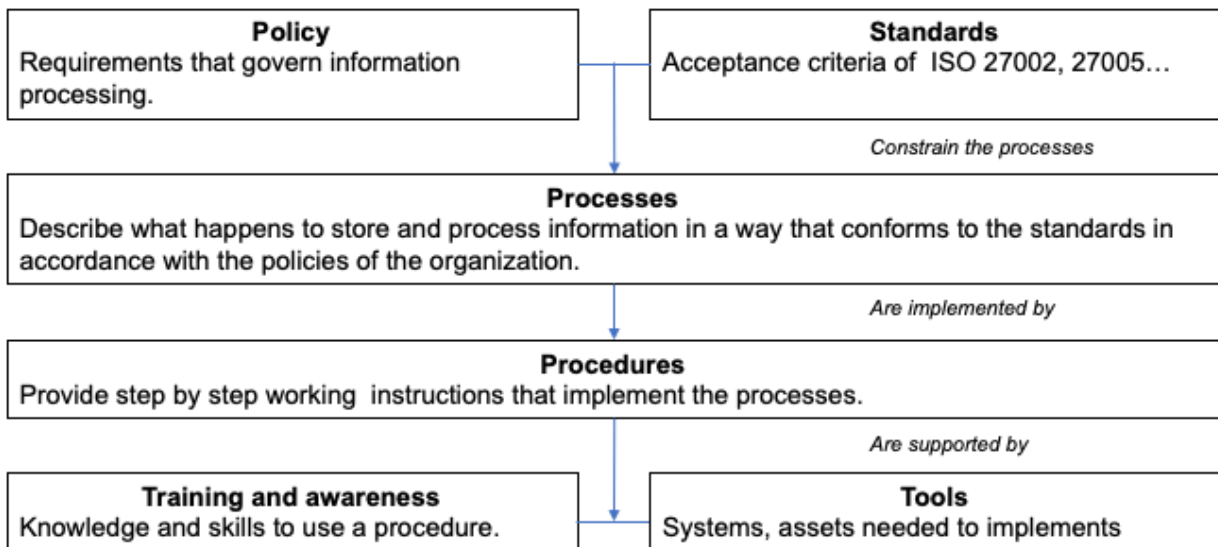 Policy
Requirements that govern information
processing.
Standards
Acceptance criteria of  ISO 27002, 27005…
Constrain the processes
Processes
Describe what happens to store and process information in a way that conforms to the standards in
accordance with the policies of the organization.
Are implemented by
Procedures
Provide step by step working  instructions that implement the processes.
Are supported by
Training and awareness
Knowledge and skills to use a procedure.
Tools
Systems, assets needed to implements